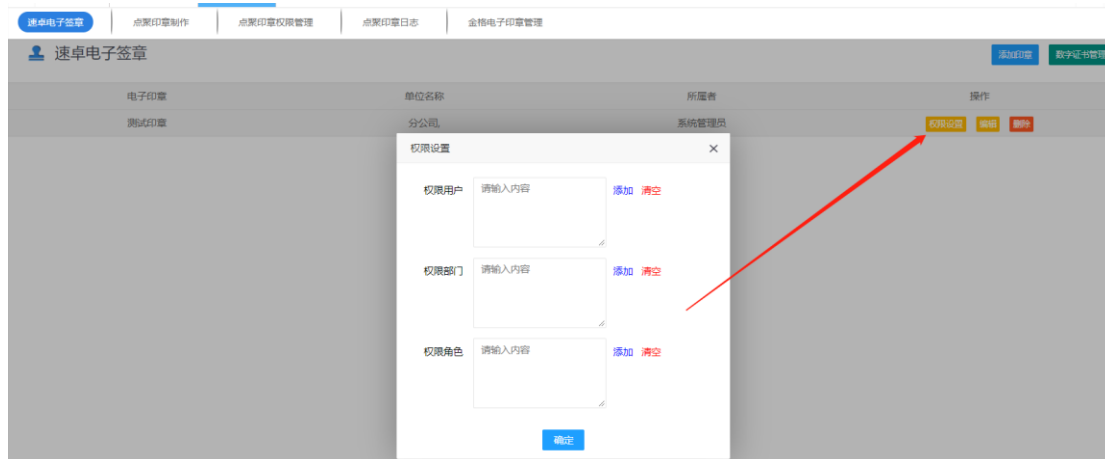 速卓电子签章 点聚印章制作 点聚印章权限管理 点聚印章日志 金格电子印章管理
速卓电子签章 添加印章 数字证书管理
电子印章 单位名称 所属者 操作
测试印章 分公司, 系统管理员 权限设置 编辑 删除
权限设置 ×
权限用户 请输入内容 添加 清空
权限部门 请输入内容 添加 清空
权限角色 请输入内容 添加 清空
确定